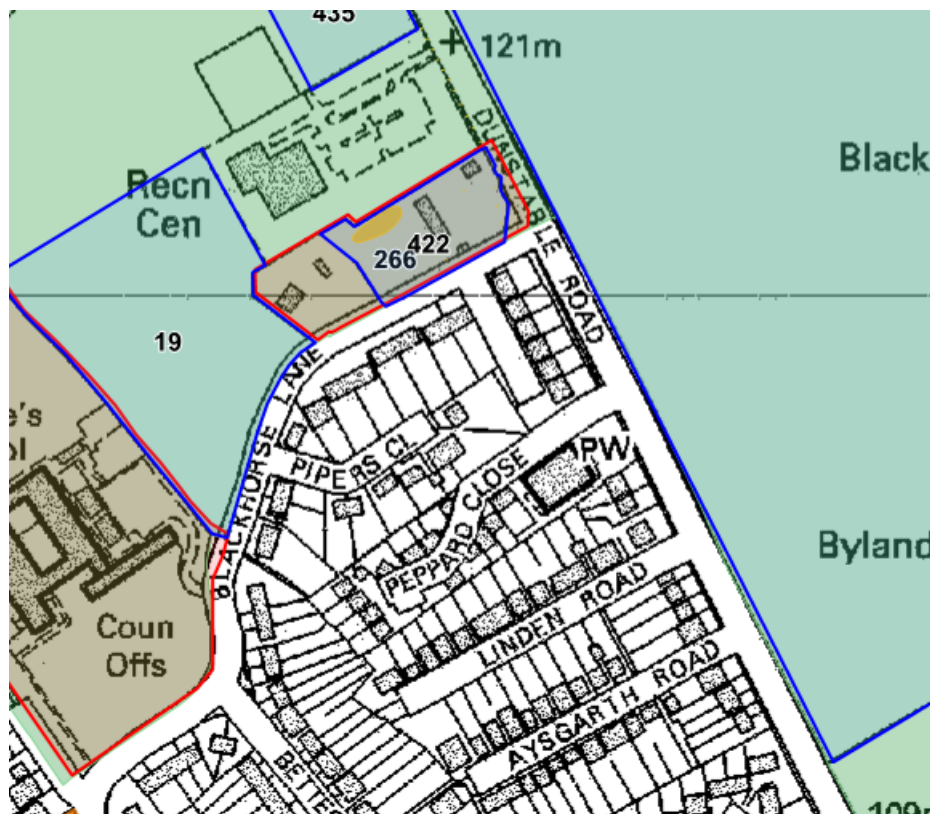 435
121m
DUNSTABLE ROAD
Black
Recn
Cen
422
266
19
BLACKHORSE LANE
PIPERS CL
PW
PEPPARD CLOSE
Byland
LINDEN ROAD
Coun
Offs
AYSGARTH ROAD